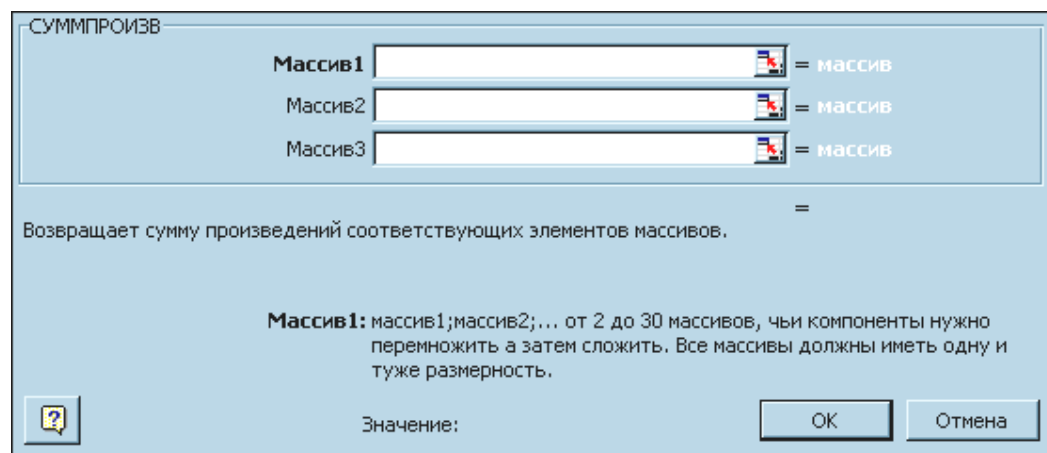 СУММПРОИЗВ
Массив1 = массив
Массив2 = массив
Массив3 = массив
=
Возвращает сумму произведений соответствующих элементов массивов.
Массив1: массив1;массив2;... от 2 до 30 массивов, чьи компоненты нужно
перемножить а затем сложить. Все массивы должны иметь одну и
туже размерность.
? Значение: ОК Отмена